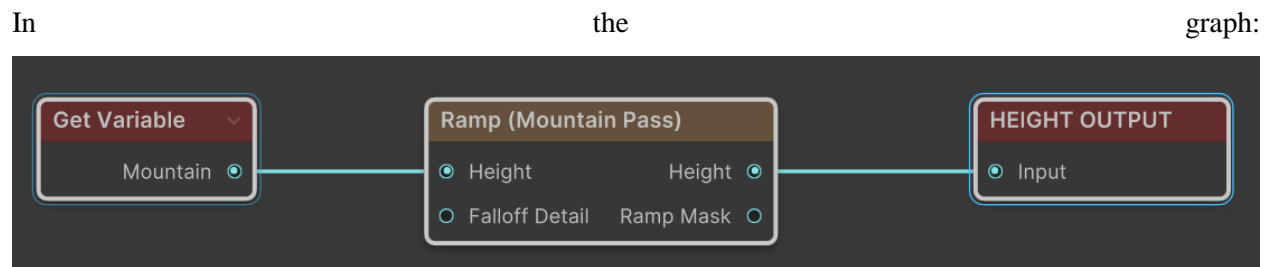 In the graph:
Get Variable
Mountain
Ramp (Mountain Pass)
Height Height
Falloff Detail Ramp Mask
HEIGHT OUTPUT
Input